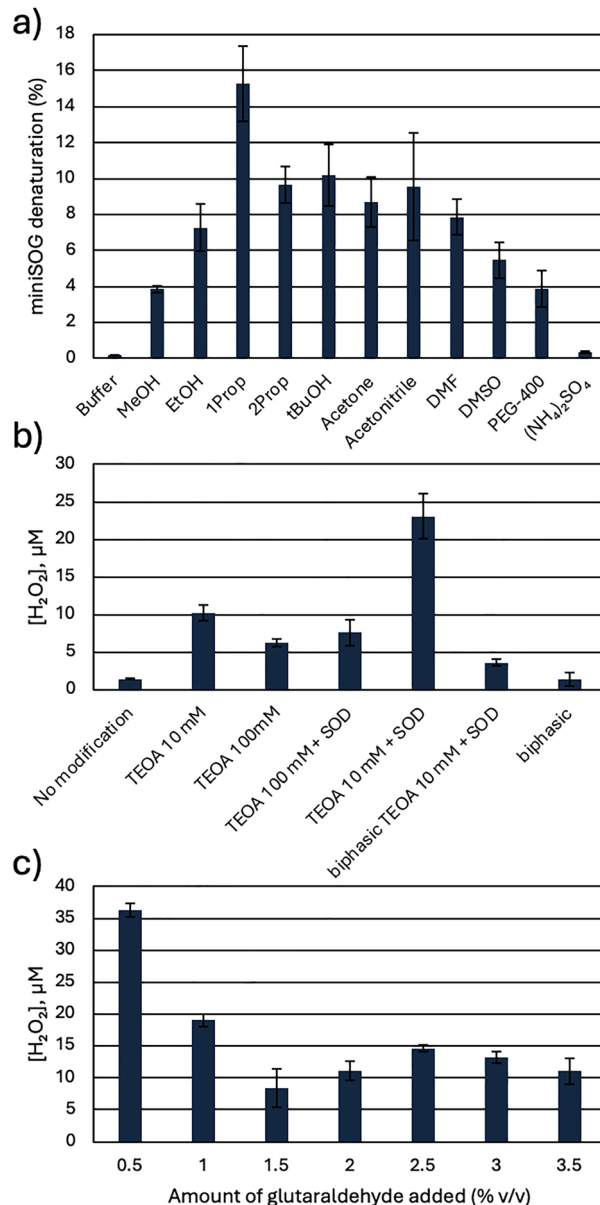 a)
miniSOG denaturation (%)
18
16
14
12
10
8
6
4
2
0
Buffer
MeOH
EtOH
1Prop
2Prop
tBuOH
Acetone
Acetonitrile
DMF
DMSO
PEG-400
(NH₄)₂SO₄
b)
[H₂O₂], µM
30
25
20
15
10
5
0
No modification
TEOA 10 mM
TEOA 100mM
TEOA 100 mM + SOD
TEOA 10 mM + SOD
biphasic TEOA 10 mM + SOD
biphasic
c)
[H₂O₂], µM
40
35
30
25
20
15
10
5
0
0.5 1 1.5 2 2.5 3 3.5
Amount of glutaraldehyde added (% v/v)